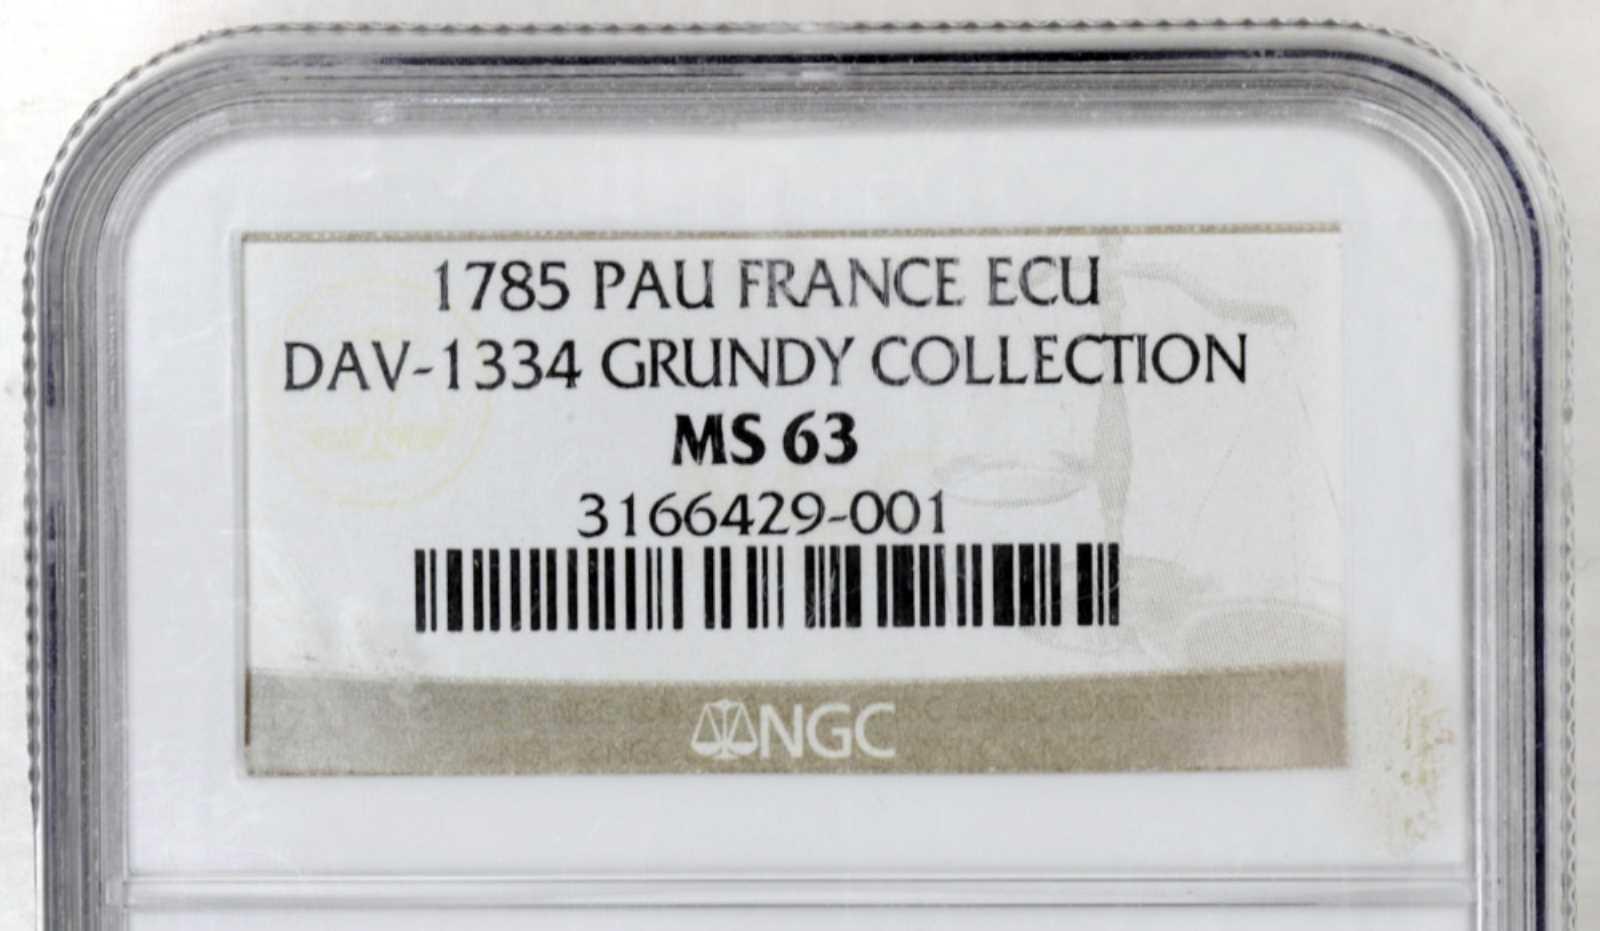 1785 PAU FRANCE ECU
DAV-1334 GRUNDY COLLECTION
MS 63
3166429-001
NGC